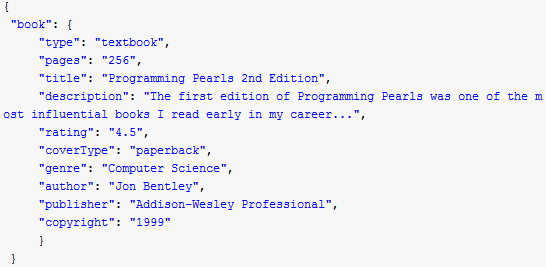 {
 "book": {
     "type": "textbook",
     "pages": "256",
     "title": "Programming Pearls 2nd Edition",
     "description": "The first edition of Programming Pearls was one of the m
ost influential books I read early in my career...",
     "rating": "4.5",
     "coverType": "paperback",
     "genre": "Computer Science",
     "author": "Jon Bentley",
     "publisher": "Addison-Wesley Professional",
     "copyright": "1999"
     }
 }